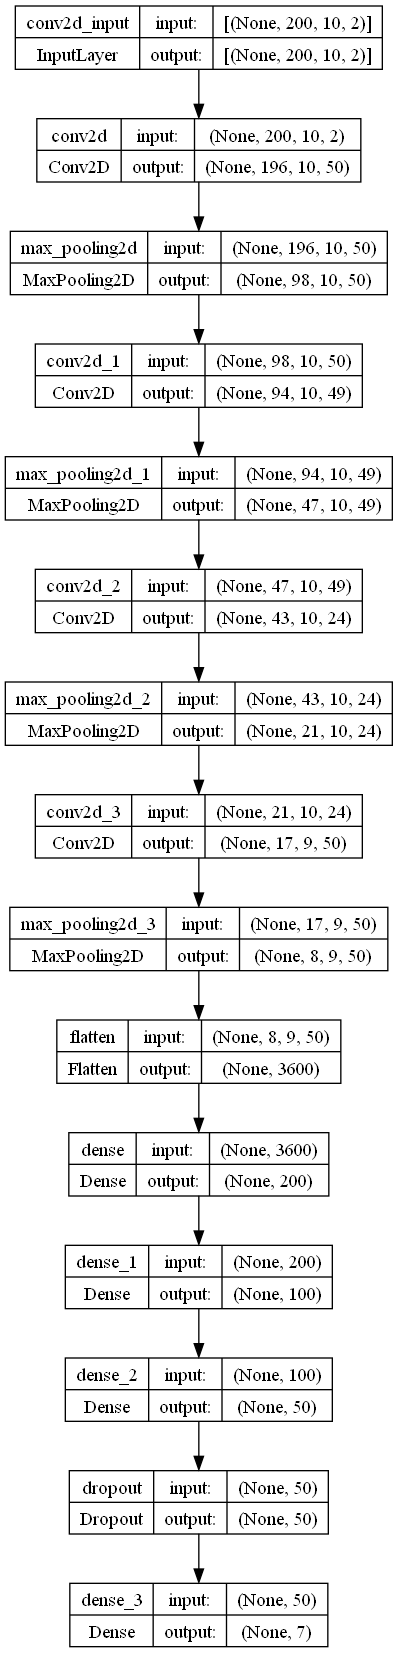 conv2d_input input: [(None, 200, 10, 2)]
InputLayer output: [(None, 200, 10, 2)]
conv2d input: (None, 200, 10, 2)
Conv2D output: (None, 196, 10, 50)
max_pooling2d input: (None, 196, 10, 50)
MaxPooling2D output: (None, 98, 10, 50)
conv2d_1 input: (None, 98, 10, 50)
Conv2D output: (None, 94, 10, 49)
max_pooling2d_1 input: (None, 94, 10, 49)
MaxPooling2D output: (None, 47, 10, 49)
conv2d_2 input: (None, 47, 10, 49)
Conv2D output: (None, 43, 10, 24)
max_pooling2d_2 input: (None, 43, 10, 24)
MaxPooling2D output: (None, 21, 10, 24)
conv2d_3 input: (None, 21, 10, 24)
Conv2D output: (None, 17, 9, 50)
max_pooling2d_3 input: (None, 17, 9, 50)
MaxPooling2D output: (None, 8, 9, 50)
flatten input: (None, 8, 9, 50)
Flatten output: (None, 3600)
dense input: (None, 3600)
Dense output: (None, 200)
dense_1 input: (None, 200)
Dense output: (None, 100)
dense_2 input: (None, 100)
Dense output: (None, 50)
dropout input: (None, 50)
Dropout output: (None, 50)
dense_3 input: (None, 50)
Dense output: (None, 7)